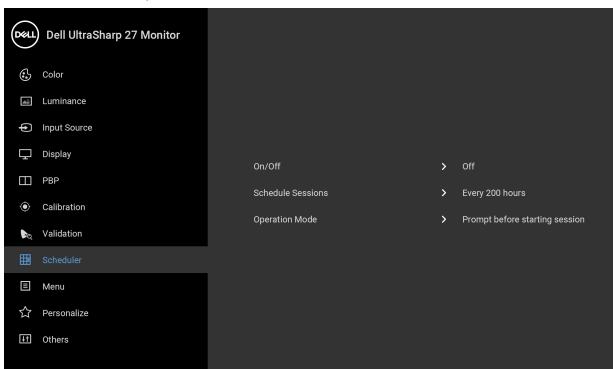 DELL Dell UltraSharp 27 Monitor
Color
Luminance
Input Source
Display
PBP
Calibration
Validation
Scheduler
Menu
Personalize
Others
On/Off Off
Schedule Sessions Every 200 hours
Operation Mode Prompt before starting session